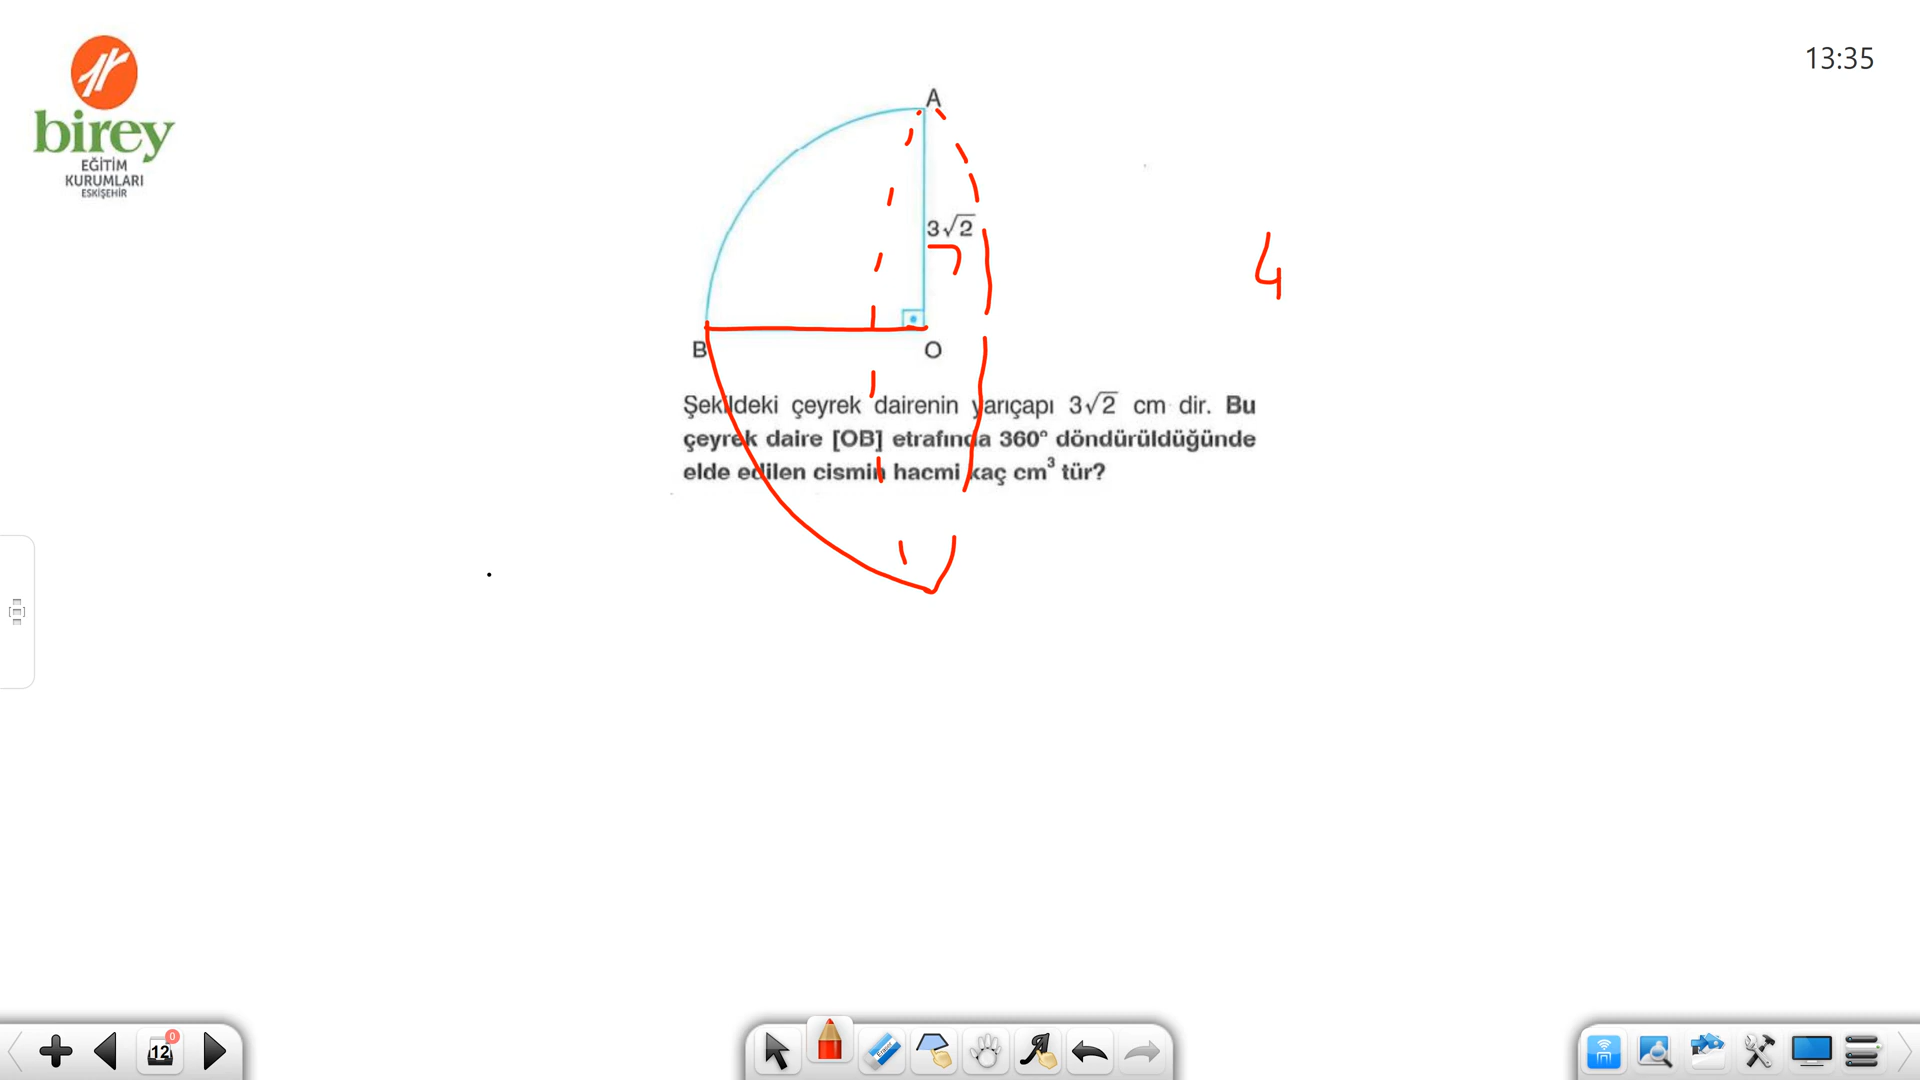 birey
EĞİTİM
KURUMLARI
ESKİŞEHİR
13:35
A
3√2
4
B
O
Şekildeki çeyrek dairenin yarıçapı 3√2 cm dir. Bu
çeyrek daire [OB] etrafında 360° döndürüldüğünde
elde edilen cismin hacmi kaç cm³ tür?
12
0
Eraser